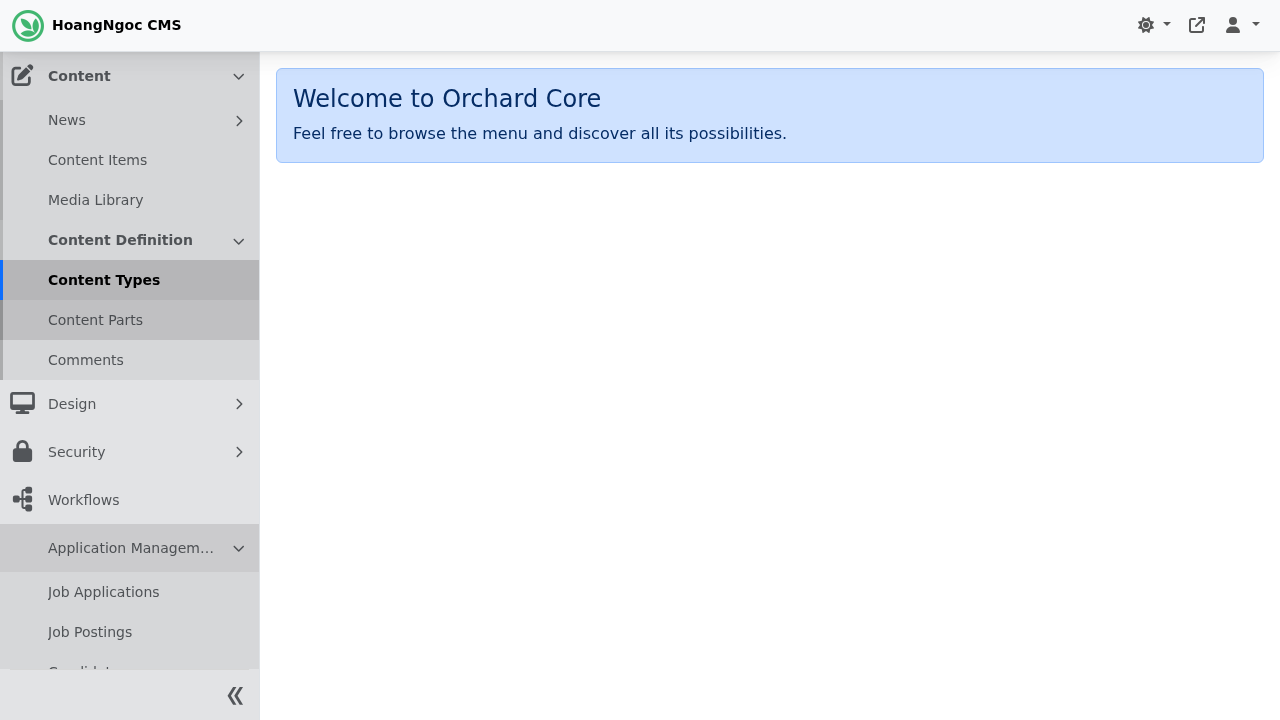 HoangNgoc CMS
Content
News
Content Items
Media Library
Content Definition
Content Types
Content Parts
Comments
Design
Security
Workflows
Application Managem...
Job Applications
Job Postings
Welcome to Orchard Core
Feel free to browse the menu and discover all its possibilities.